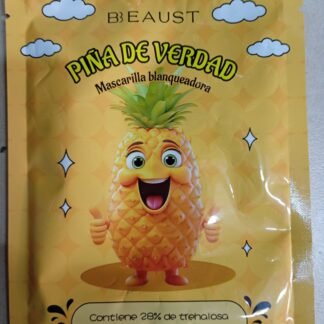 BEAUST
PIÑA DE VERDAD
Mascarilla blanqueadora
Contiene 28% de trehalosa